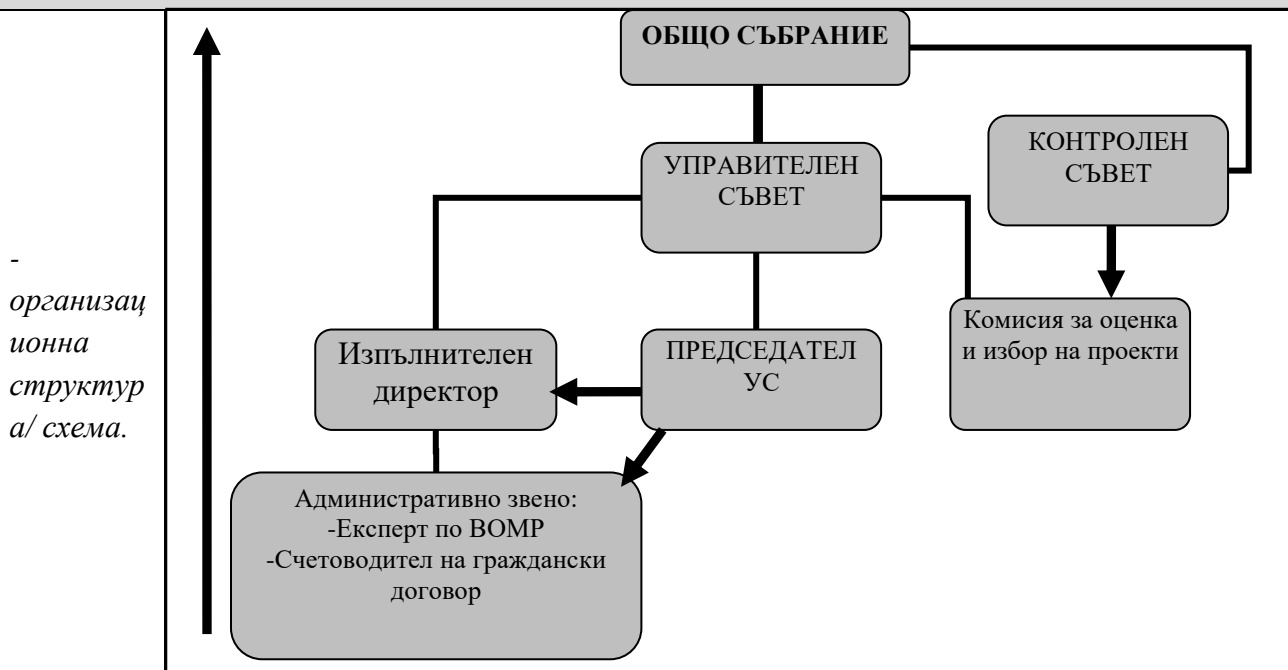 -
организац
ионна
структур
а/ схема.
ОБЩО СЪБРАНИЕ
УПРАВИТЕЛЕН
СЪВЕТ
КОНТРОЛЕН
СЪВЕТ
Изпълнителен
директор
ПРЕДСЕДАТЕЛ
УС
Комисия за оценка
и избор на проекти
Административно звено:
-Експерт по ВОМР
-Счетоводител на граждански
договор